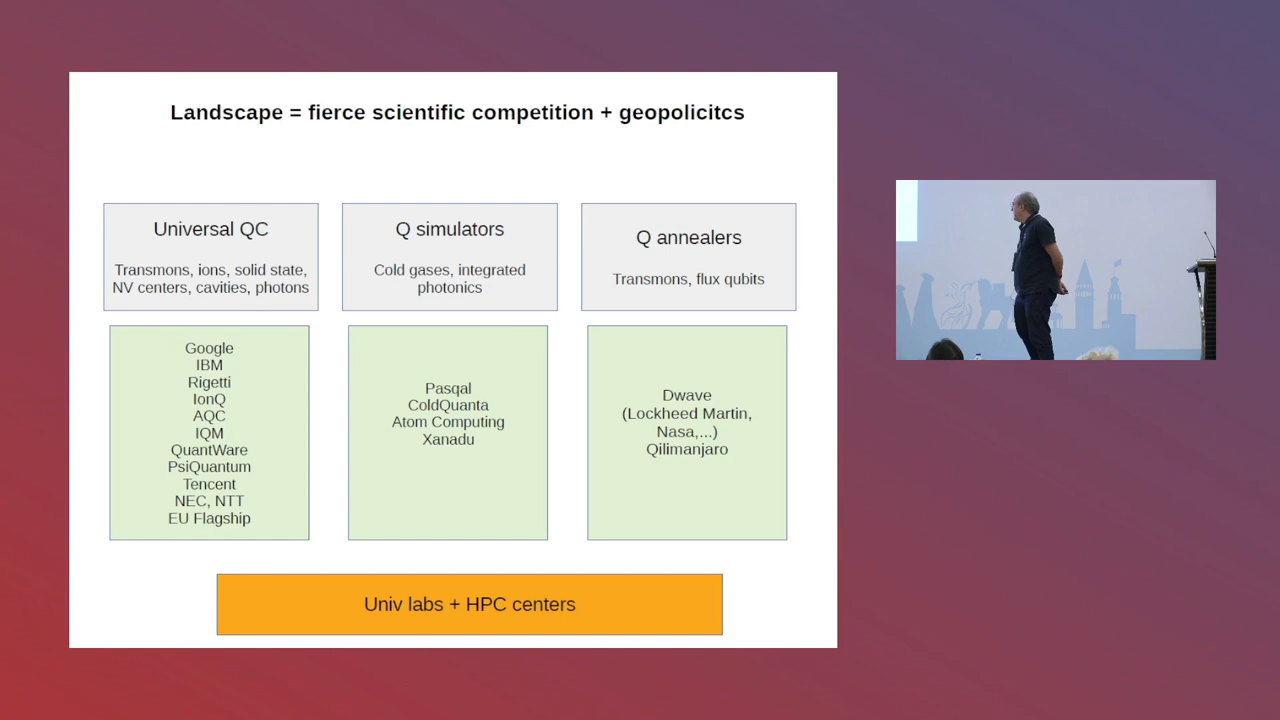 Landscape = fierce scientific competition + geopolicitcs
Universal QC
Transmons, ions, solid state,
NV centers, cavities, photons
Q simulators
Cold gases, integrated
photonics
Q annealers
Transmons, flux qubits
Google
IBM
Rigetti
IonQ
AQC
IQM
QuantWare
PsiQuantum
Tencent
NEC, NTT
EU Flagship
Pasqal
ColdQuanta
Atom Computing
Xanadu
Dwave
(Lockheed Martin,
Nasa,...)
Qilimanjaro
Univ labs + HPC centers